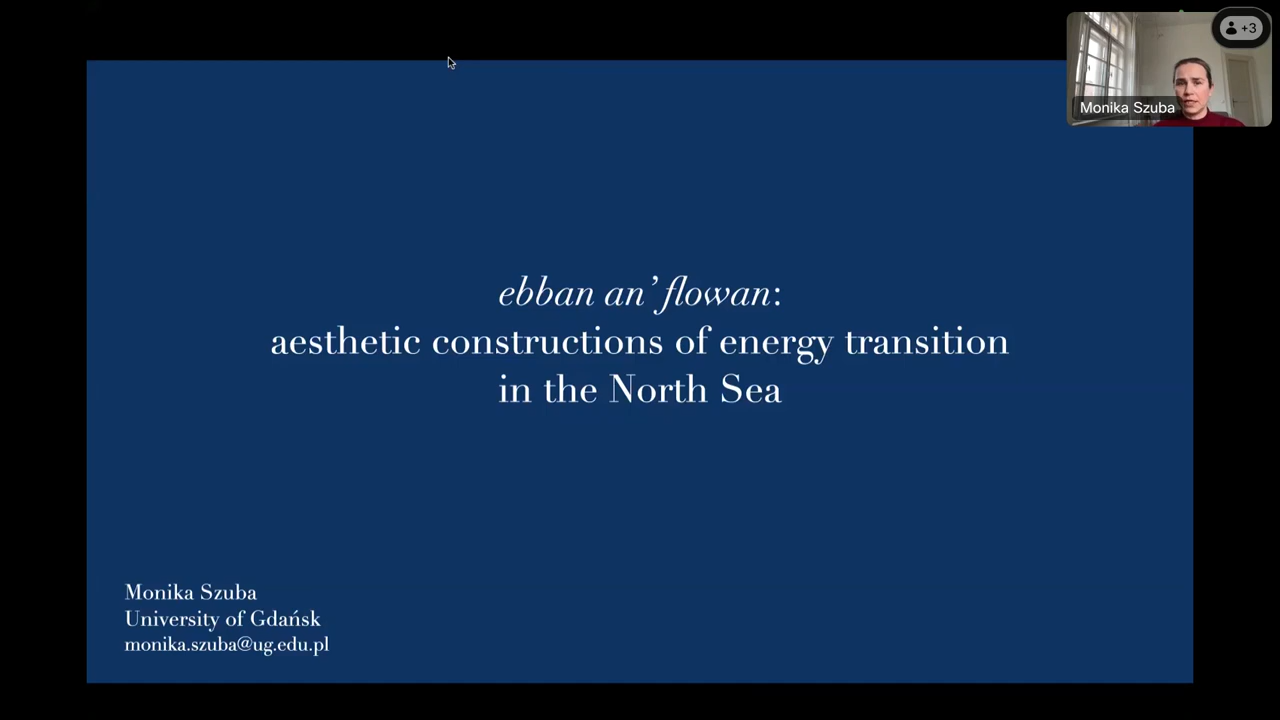 +3
Monika Szuba
ebban an’ flowan:
aesthetic constructions of energy transition
in the North Sea
Monika Szuba
University of Gdańsk
monika.szuba@ug.edu.pl